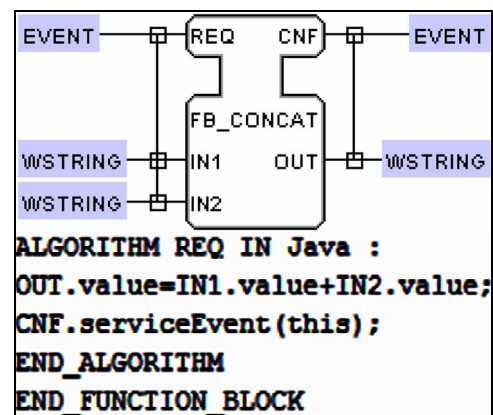 EVENT REQ CNF EVENT
FB_CONCAT
WSTRING IN1 OUT WSTRING
WSTRING IN2
ALGORITHM REQ IN Java :
OUT.value=IN1.value+IN2.value;
CNF.serviceEvent(this);
END_ALGORITHM
END_FUNCTION_BLOCK